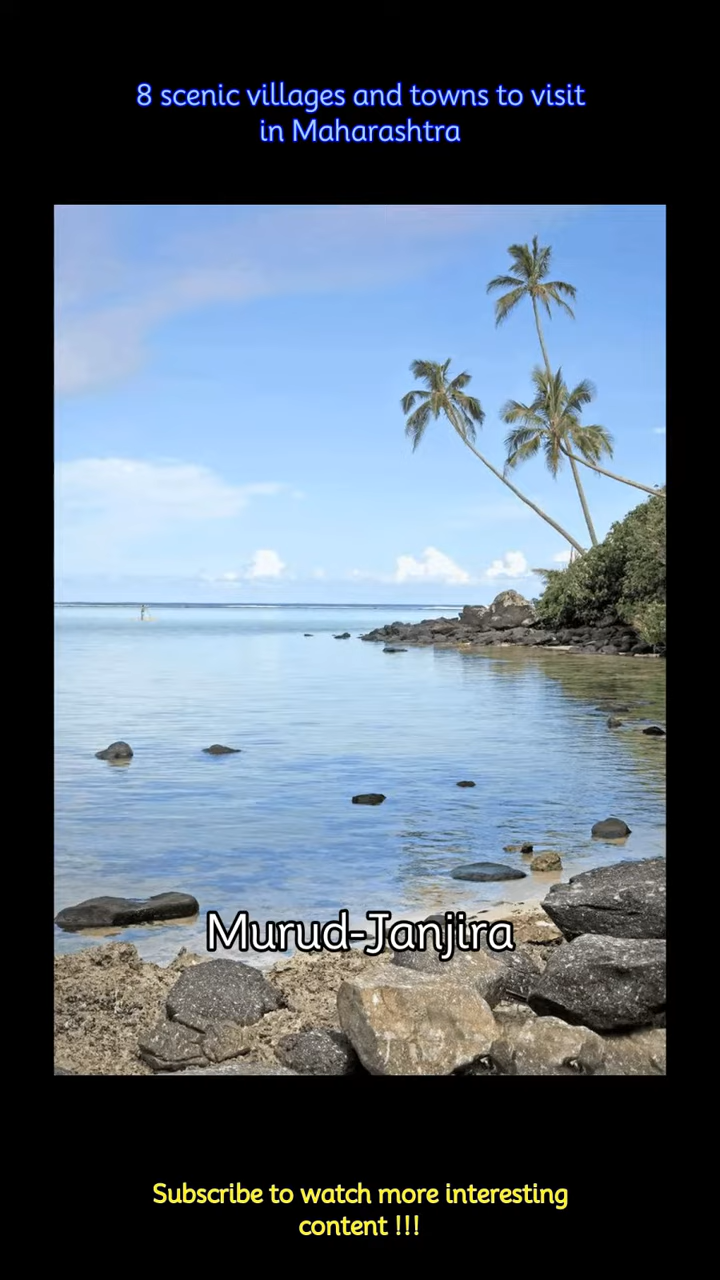 8 scenic villages and towns to visit
in Maharashtra
Murud-Janjira
Subscribe to watch more interesting
content !!!